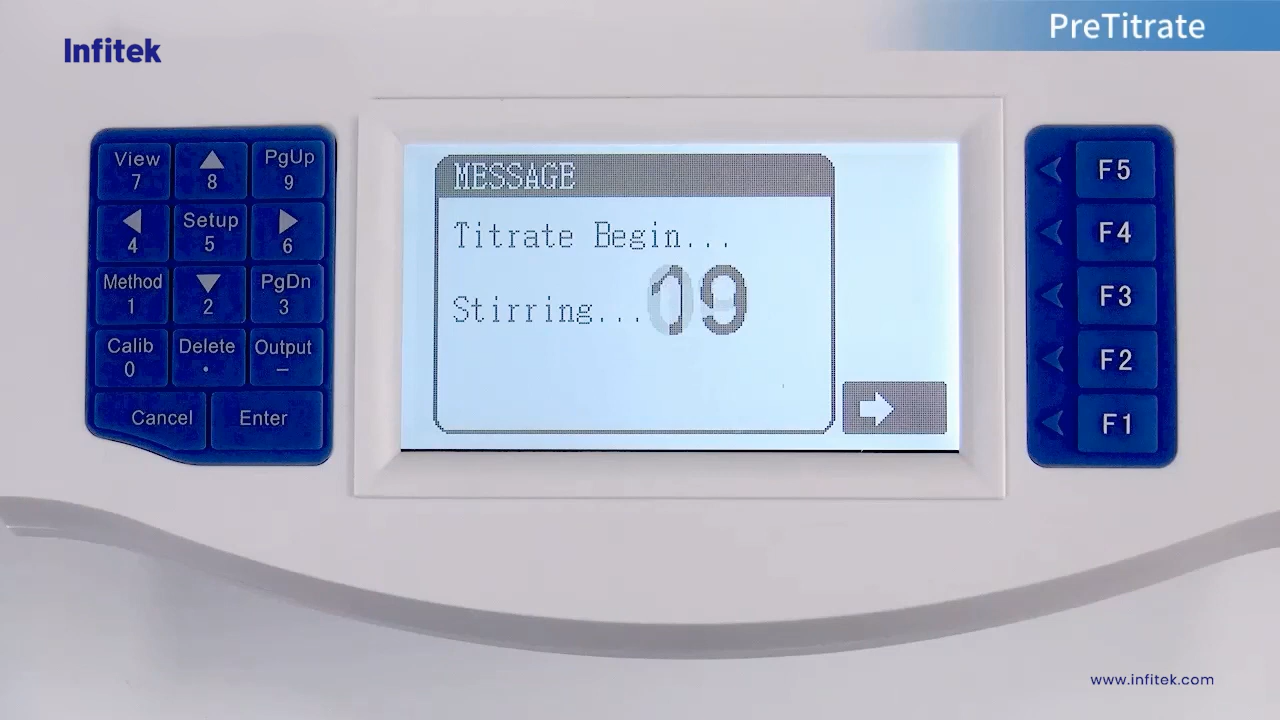 PreTitrate
Infitek
View
7
8
PgUp
9
4
Setup
5
6
Method
1
2
PgDn
3
Calib
0
Delete
.
Output
–
Cancel
Enter
MESSAGE
Titrate Begin...
Stirring...
F5
F4
F3
F2
F1
www.infitek.com